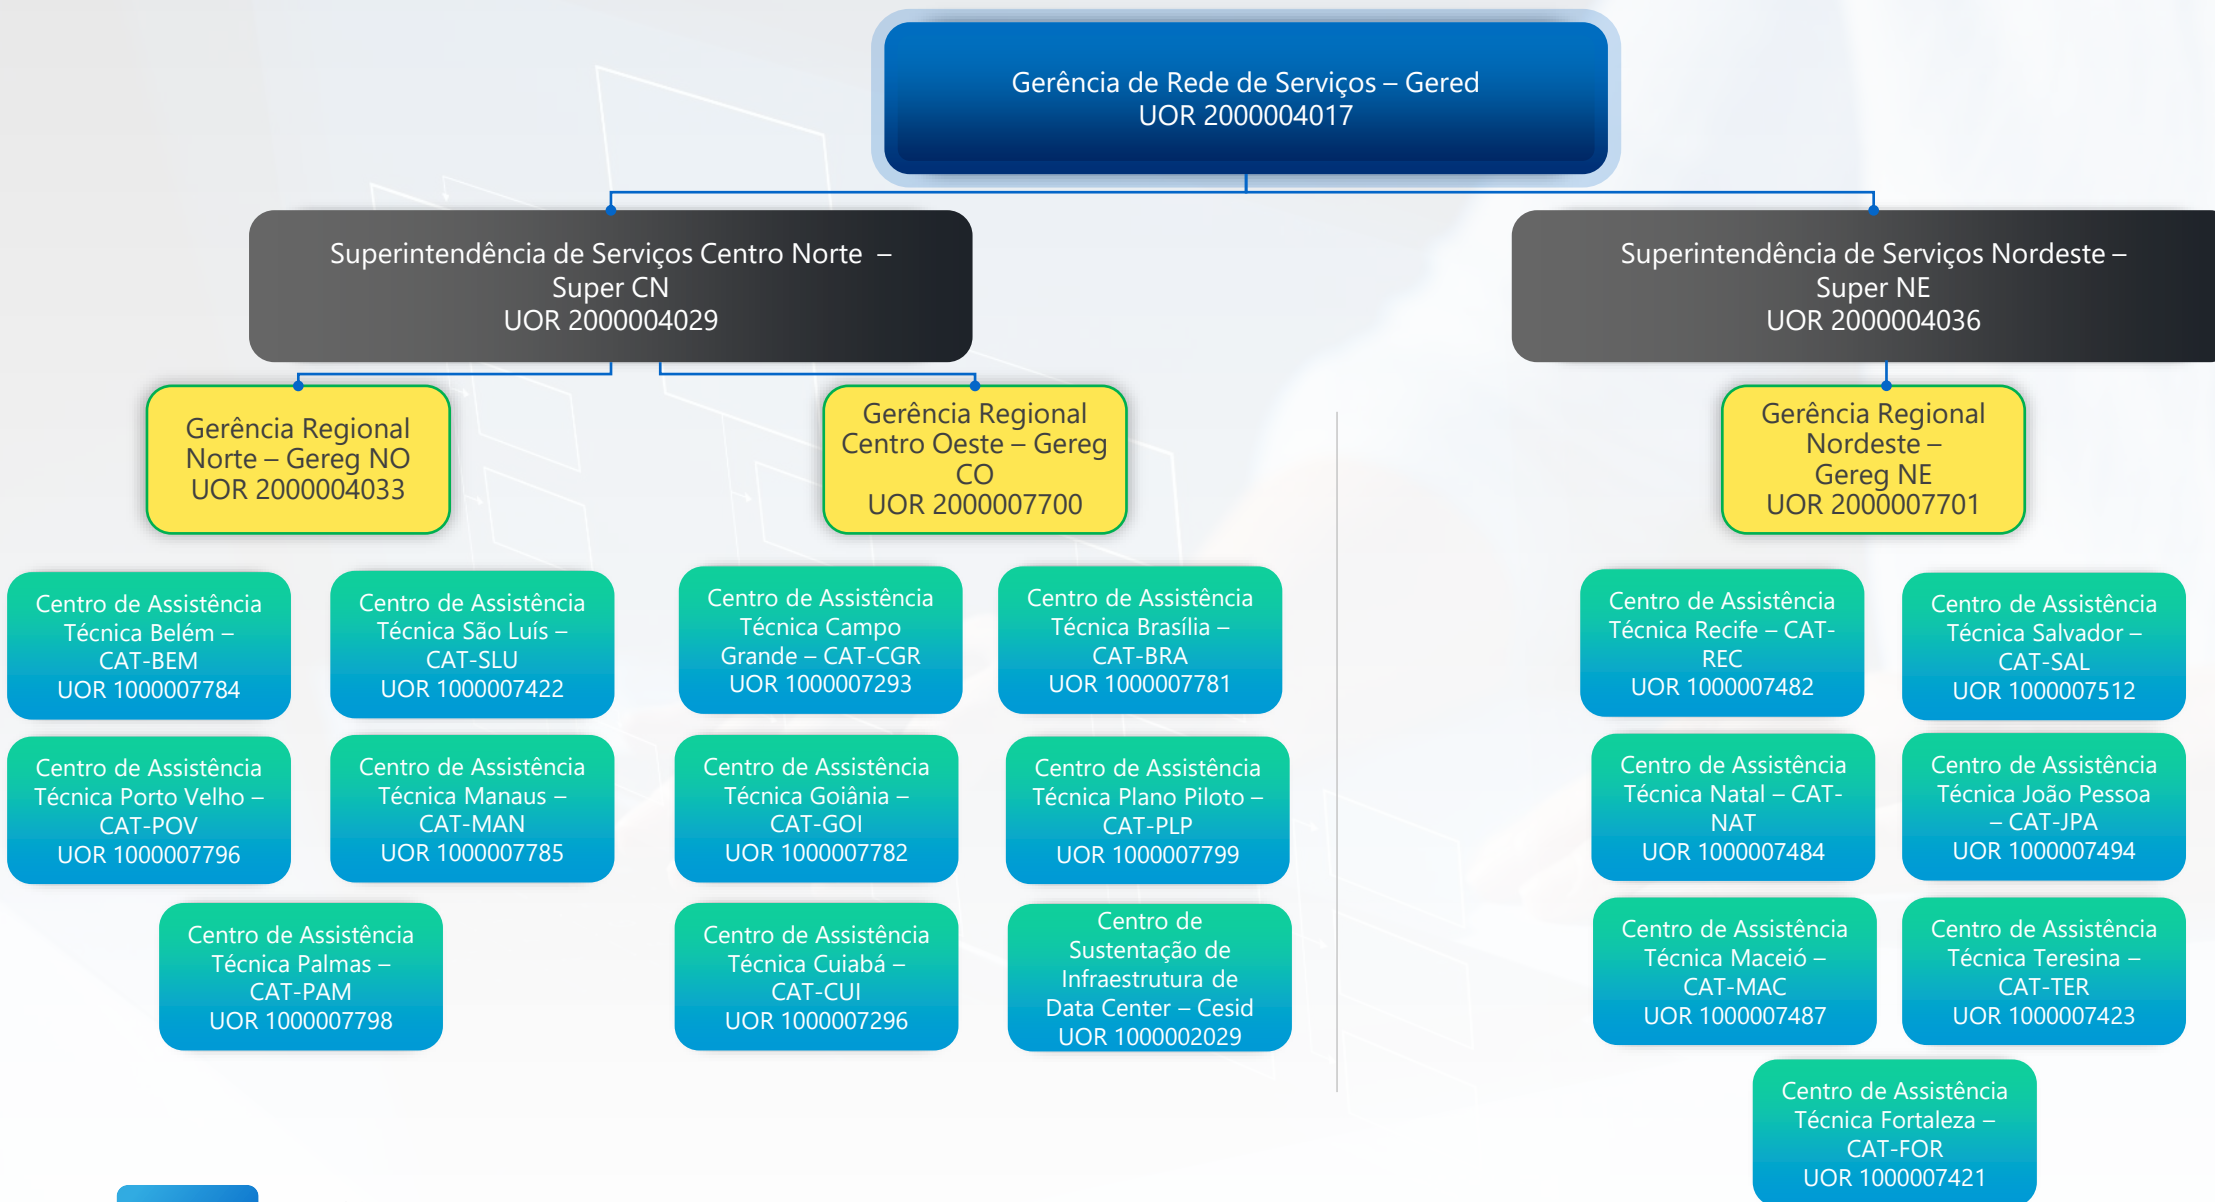 Gerência de Rede de Serviços – Gered
UOR 2000004017
Superintendência de Serviços Centro Norte –
Super CN
UOR 2000004029
Superintendência de Serviços Nordeste –
Super NE
UOR 2000004036
Gerência Regional
Norte – Gereg NO
UOR 2000004033
Gerência Regional
Centro Oeste – Gereg
CO
UOR 2000007700
Gerência Regional
Nordeste –
Gereg NE
UOR 2000007701
Centro de Assistência
Técnica Belém –
CAT-BEM
UOR 1000007784
Centro de Assistência
Técnica São Luís –
CAT-SLU
UOR 1000007422
Centro de Assistência
Técnica Campo
Grande – CAT-CGR
UOR 1000007293
Centro de Assistência
Técnica Brasília –
CAT-BRA
UOR 1000007781
Centro de Assistência
Técnica Recife – CAT-
REC
UOR 1000007482
Centro de Assistência
Técnica Salvador –
CAT-SAL
UOR 1000007512
Centro de Assistência
Técnica Porto Velho –
CAT-POV
UOR 1000007796
Centro de Assistência
Técnica Manaus –
CAT-MAN
UOR 1000007785
Centro de Assistência
Técnica Goiânia –
CAT-GOI
UOR 1000007782
Centro de Assistência
Técnica Plano Piloto –
CAT-PLP
UOR 1000007799
Centro de Assistência
Técnica Natal – CAT-
NAT
UOR 1000007484
Centro de Assistência
Técnica João Pessoa
– CAT-JPA
UOR 1000007494
Centro de Assistência
Técnica Palmas –
CAT-PAM
UOR 1000007798
Centro de Assistência
Técnica Cuiabá –
CAT-CUI
UOR 1000007296
Centro de
Sustentação de
Infraestrutura de
Data Center – Cesid
UOR 1000002029
Centro de Assistência
Técnica Maceió –
CAT-MAC
UOR 1000007487
Centro de Assistência
Técnica Teresina –
CAT-TER
UOR 1000007423
Centro de Assistência
Técnica Fortaleza –
CAT-FOR
UOR 1000007421